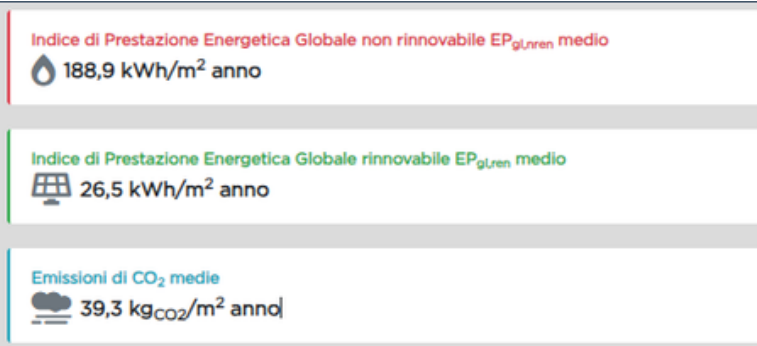 Indice di Prestazione Energetica Globale non rinnovabile EPgl,nren medio
188,9 kWh/m² anno
Indice di Prestazione Energetica Globale rinnovabile EPgl,ren medio
26,5 kWh/m² anno
Emissioni di CO₂ medie
39,3 kgCO2/m² anno